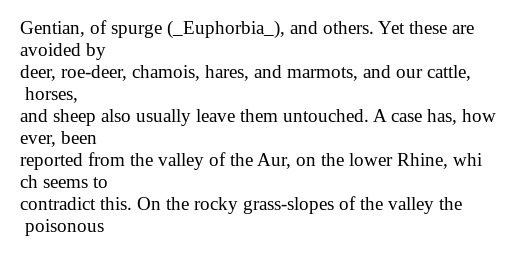 Gentian, of spurge (_Euphorbia_), and others. Yet these are
avoided by
deer, roe-deer, chamois, hares, and marmots, and our cattle,
horses,
and sheep also usually leave them untouched. A case has, how
ever, been
reported from the valley of the Aur, on the lower Rhine, whi
ch seems to
contradict this. On the rocky grass-slopes of the valley the
poisonous